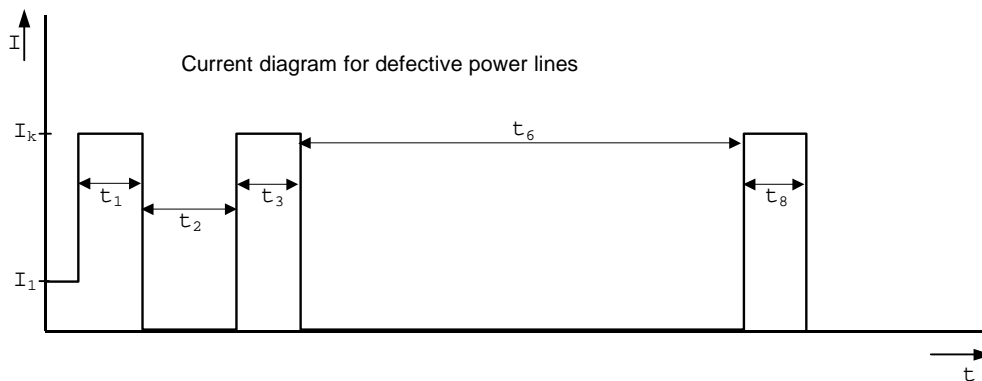 I
Current diagram for defective power lines
Iₖ
t₆
t₁
t₃
t₈
t₂
I₁
t